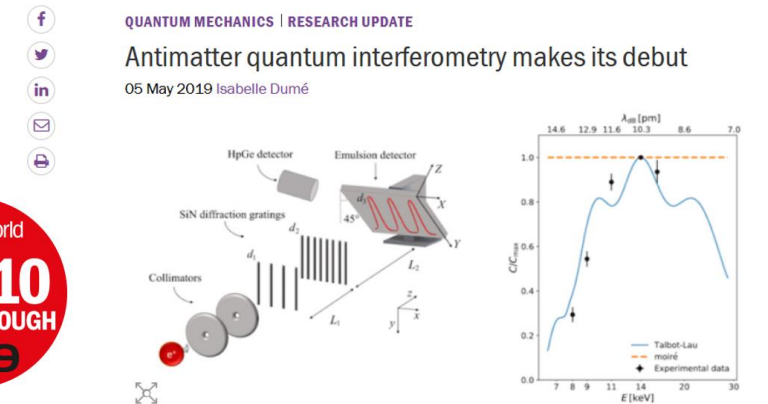 QUANTUM MECHANICS | RESEARCH UPDATE
Antimatter quantum interferometry makes its debut
05 May 2019 Isabelle Dumé
f
in
rld
10
OUGH
9
HpGe detector
Emulsion detector
Z
X
Y
d₃
45°
SiN diffraction gratings
d₂
d₁
L₂
Collimators
L₁
z
x
y
e⁺
λdB [pm]
14.6 12.9 11.6 10.3 8.6 7.0
1.0
0.8
0.6
0.4
0.2
0.0
C/Cmax
Talbot-Lau
moiré
Experimental data
7 8 9 11 14 20 30
E [keV]